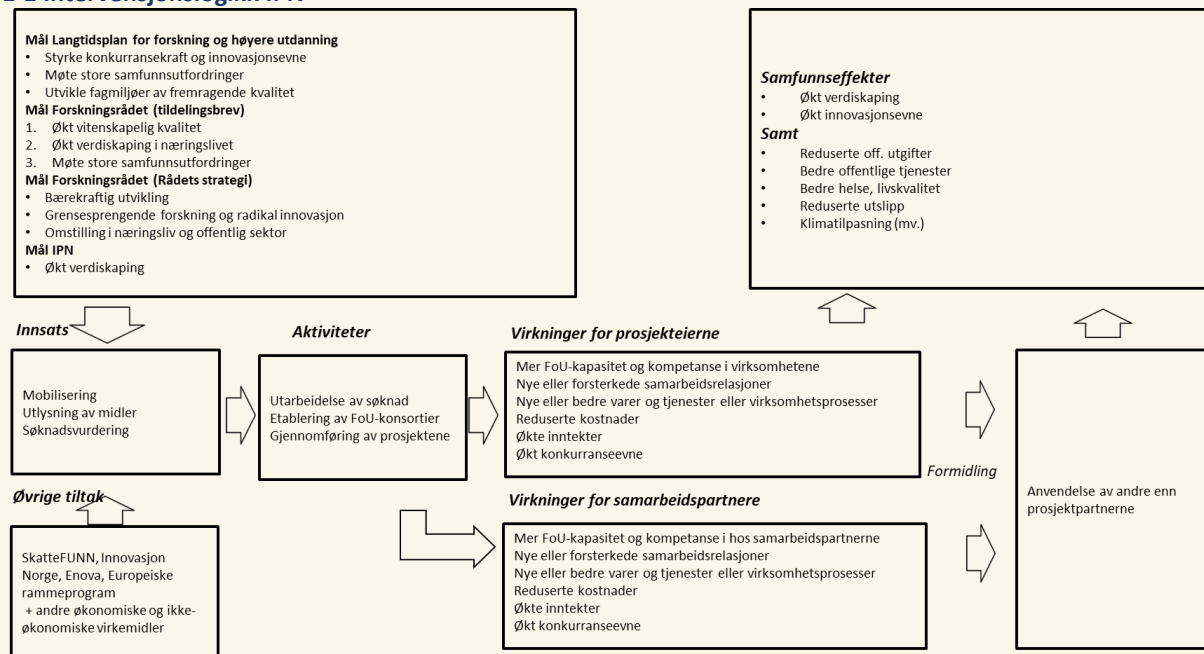 Mål Langtidsplan for forskning og høyere utdanning
• Styrke konkurransekraft og innovasjonsevne
• Møte store samfunnsutfordringer
• Utvikle fagmiljøer av fremragende kvalitet
Mål Forskningsrådet (tildelingsbrev)
1. Økt vitenskapelig kvalitet
2. Økt verdiskaping i næringslivet
3. Møte store samfunnsutfordringer
Mål Forskningsrådet (Rådets strategi)
• Bærekraftig utvikling
• Grensesprengende forskning og radikal innovasjon
• Omstilling i næringsliv og offentlig sektor
Mål IPN
• Økt verdiskaping
Samfunnseffekter
• Økt verdiskaping
• Økt innovasjonsevne
Samt
• Reduserte off. utgifter
• Bedre offentlige tjenester
• Bedre helse, livskvalitet
• Reduserte utslipp
• Klimatilpasning (mv.)
Innsats
Mobilisering
Utlysning av midler
Søknadsvurdering
Aktiviteter
Utarbeidelse av søknad
Etablering av FoU-konsortier
Gjennomføring av prosjektene
Virkninger for prosjekteierne
Mer FoU-kapasitet og kompetanse i virksomhetene
Nye eller forsterkede samarbeidsrelasjoner
Nye eller bedre varer og tjenester eller virksomhetsprosesser
Reduserte kostnader
Økte inntekter
Økt konkurranseevne
Formidling
Anvendelse av andre enn
prosjektpartnerne
Øvrige tiltak
SkatteFUNN, Innovasjon
Norge, Enova, Europeiske
rammeprogram
+ andre økonomiske og ikke-
økonomiske virkemidler
Virkninger for samarbeidspartnere
Mer FoU-kapasitet og kompetanse i hos samarbeidspartnerne
Nye eller forsterkede samarbeidsrelasjoner
Nye eller bedre varer og tjenester eller virksomhetsprosesser
Reduserte kostnader
Økte inntekter
Økt konkurranseevne